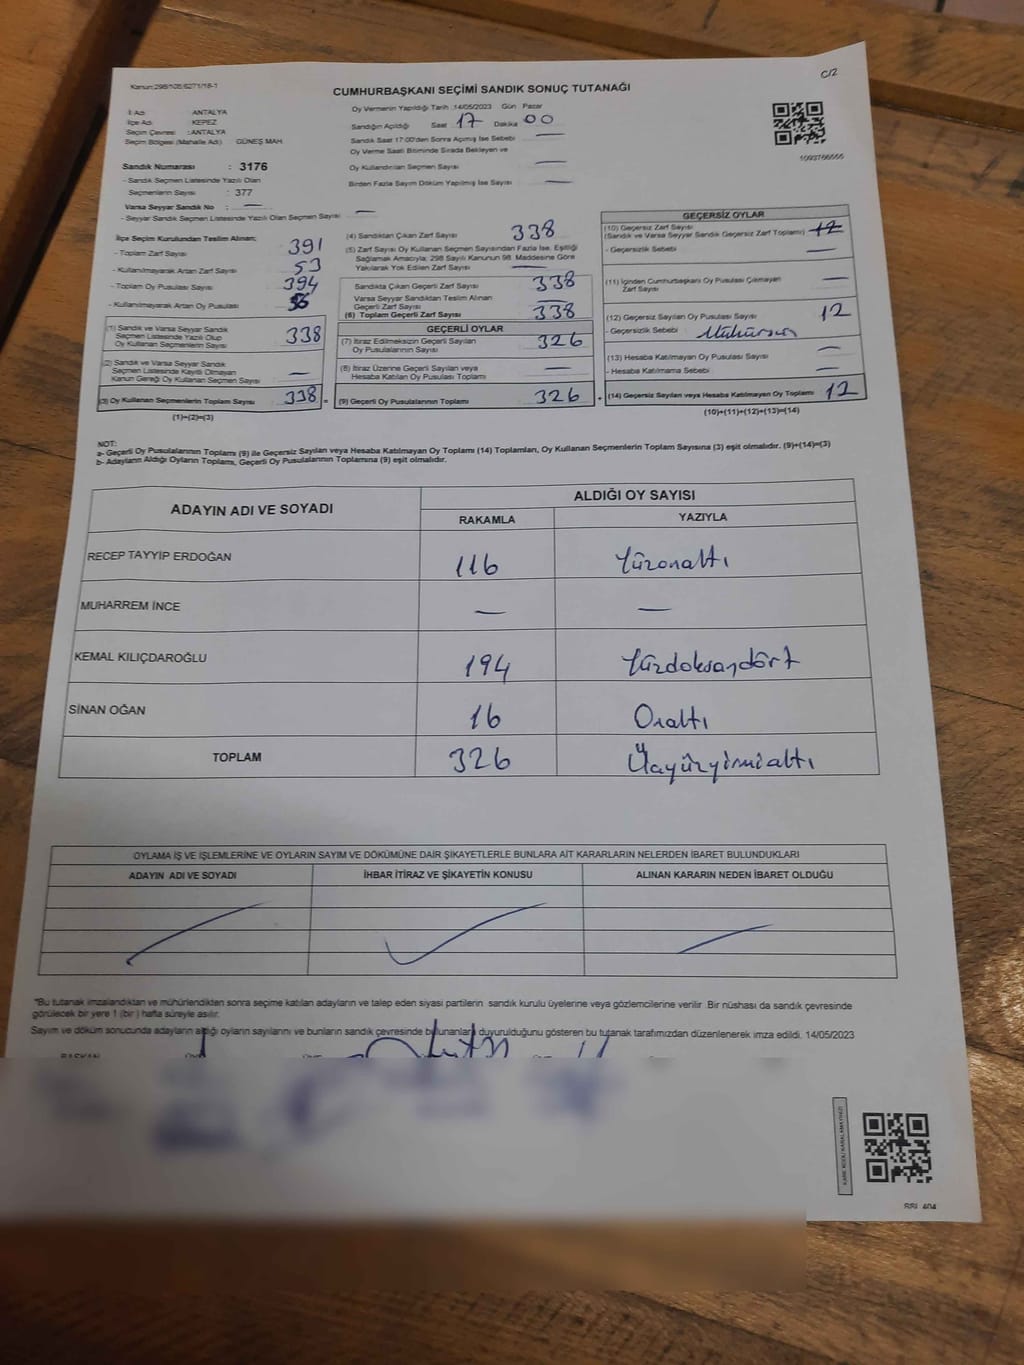 Kanun:298/105,6271/18-1
C/2
CUMHURBAŞKANI SEÇİMİ SANDIK SONUÇ TUTANAĞI
İl Adı : ANTALYA
İlçe Adı : KEPEZ
Seçim Çevresi : ANTALYA
Seçim Bölgesi (Mahalle Adı) GÜNEŞ MAH.
Sandık Numarası : 3176
- Sandık Seçmen Listesinde Yazılı Olan
Seçmenlerin Sayısı : 377
Varsa Seyyar Sandık No : —
- Seyyar Sandık Seçmen Listesinde Yazılı Olan Seçmen Sayısı —
Oy Vermenin Yapıldığı Tarih :14/05/2023 Gün Pazar
Sandığın Açıldığı Saat 17 Dakika 00
Sandık Saat 17:00'den Sonra Açımış İse Sebebi —
Oy Verme Saati Bitiminde Sırada Bekleyen ve
Oy Kullandırılan Seçmen Sayısı —
Birden Fazla Sayım Döküm Yapılmış İse Sayısı —
1093766555
İlçe Seçim Kurulundan Teslim Alınan;
- Toplam Zarf Sayısı 391
- Kullanılmayarak Artan Zarf Sayısı 53
- Toplam Oy Pusulası 394
- Kullanılmayarak Artan Oy Pusulası 56
(1) Sandık ve Varsa Seyyar Sandık
Seçmen Listesinde Yazılı Olup
Oy Kullanan Seçmenlerin Sayısı 338
(2) Sandık ve Varsa Seyyar Sandık
Seçmen Listesinde Kayıtlı Olmayan
Kanun Gereği Oy Kullanan Seçmen Sayısı —
(3) Oy Kullanan Seçmenlerin Toplam Sayısı 338 =
(1)+(2)=(3)
(4) Sandıktan Çıkan Zarf Sayısı 338
(5) Zarf Sayısı Oy Kullanan Seçmen Sayısından Fazla İse, Eşitliği
Sağlamak Amacıyla; 298 Sayılı Kanunun 98. Maddesine Göre
Yakılarak Yok Edilen Zarf Sayısı —
Sandıkta Çıkan Geçerli Zarf Sayısı 338
Varsa Seyyar Sandıktan Teslim Alınan
Geçerli Zarf Sayısı —
(6) Toplam Geçerli Zarf Sayısı 338
GEÇERLİ OYLAR
(7) İtiraz Edilmeksizin Geçerli Sayılan
Oy Pusulalarının Sayısı 326
(8) İtiraz Üzerine Geçerli Sayılan veya
Hesaba Katılan Oy Pusulası Toplamı —
(9) Geçerli Oy Pusulalarının Toplamı 326 +
GEÇERSİZ OYLAR
(10) Geçersiz Zarf Sayısı
(Sandık ve Varsa Seyyar Sandık Geçersiz Zarf Toplamı) 12
- Geçersizlik Sebebi —
(11) İçinden Cumhurbaşkanı Oy Pusulası Çıkmayan
Zarf Sayısı —
(12) Geçersiz Sayılan Oy Pusulası Sayısı 12
- Geçersizlik Sebebi Mühürsüz
(13) Hesaba Katılmayan Oy Pusulası Sayısı —
- Hesaba Katılmama Sebebi —
(14) Geçersiz Sayılan veya Hesaba Katılmayan Oy Toplamı 12
(10)+(11)+(12)+(13)=(14)
NOT:
a- Geçerli Oy Pusulalarının Toplamı (9) ile Geçersiz Sayılan veya Hesaba Katılmayan Oy Toplamı (14) Toplamları, Oy Kullanan Seçmenlerin Toplam Sayısına (3) eşit olmalıdır. (9)+(14)=(3)
b- Adayların Aldığı Oyların Toplamı, Geçerli Oy Pusulalarının Toplamına (9) eşit olmalıdır.
ADAYIN ADI VE SOYADI
ALDIĞI OY SAYISI
RAKAMLA YAZIYLA
RECEP TAYYİP ERDOĞAN 116 Yüzonaltı
MUHARREM İNCE — —
KEMAL KILIÇDAROĞLU 194 Yüzdoksandört
SİNAN OĞAN 16 Onaltı
TOPLAM 326 Üçyüzyirmialtı
OYLAMA İŞ VE İŞLEMLERİNE VE OYLARIN SAYIM VE DÖKÜMÜNE DAİR ŞİKAYETLERLE BUNLARA AİT KARARLARIN NELERDEN İBARET BULUNDUKLARI
ADAYIN ADI VE SOYADI İHBAR İTİRAZ VE ŞİKAYETİN KONUSU ALINAN KARARIN NEDEN İBARET OLDUĞU
*Bu tutanak imzalandıktan ve mühürlendikten sonra seçime katılan adayların ve talep eden siyasi partilerin sandık kurulu üyelerine veya gözlemcilerine verilir. Bir nüshası da sandık çevresinde
görülecek bir yere 1 (bir) hafta süreyle asılır.
Sayım ve döküm sonucunda adayların aldığı oyların sayılarını ve bunların sandık çevresinde bulunanlara duyurulduğunu gösteren bu tutanak tarafımızdan düzenlenerek imza edildi. 14/05/2023
BAŞKAN